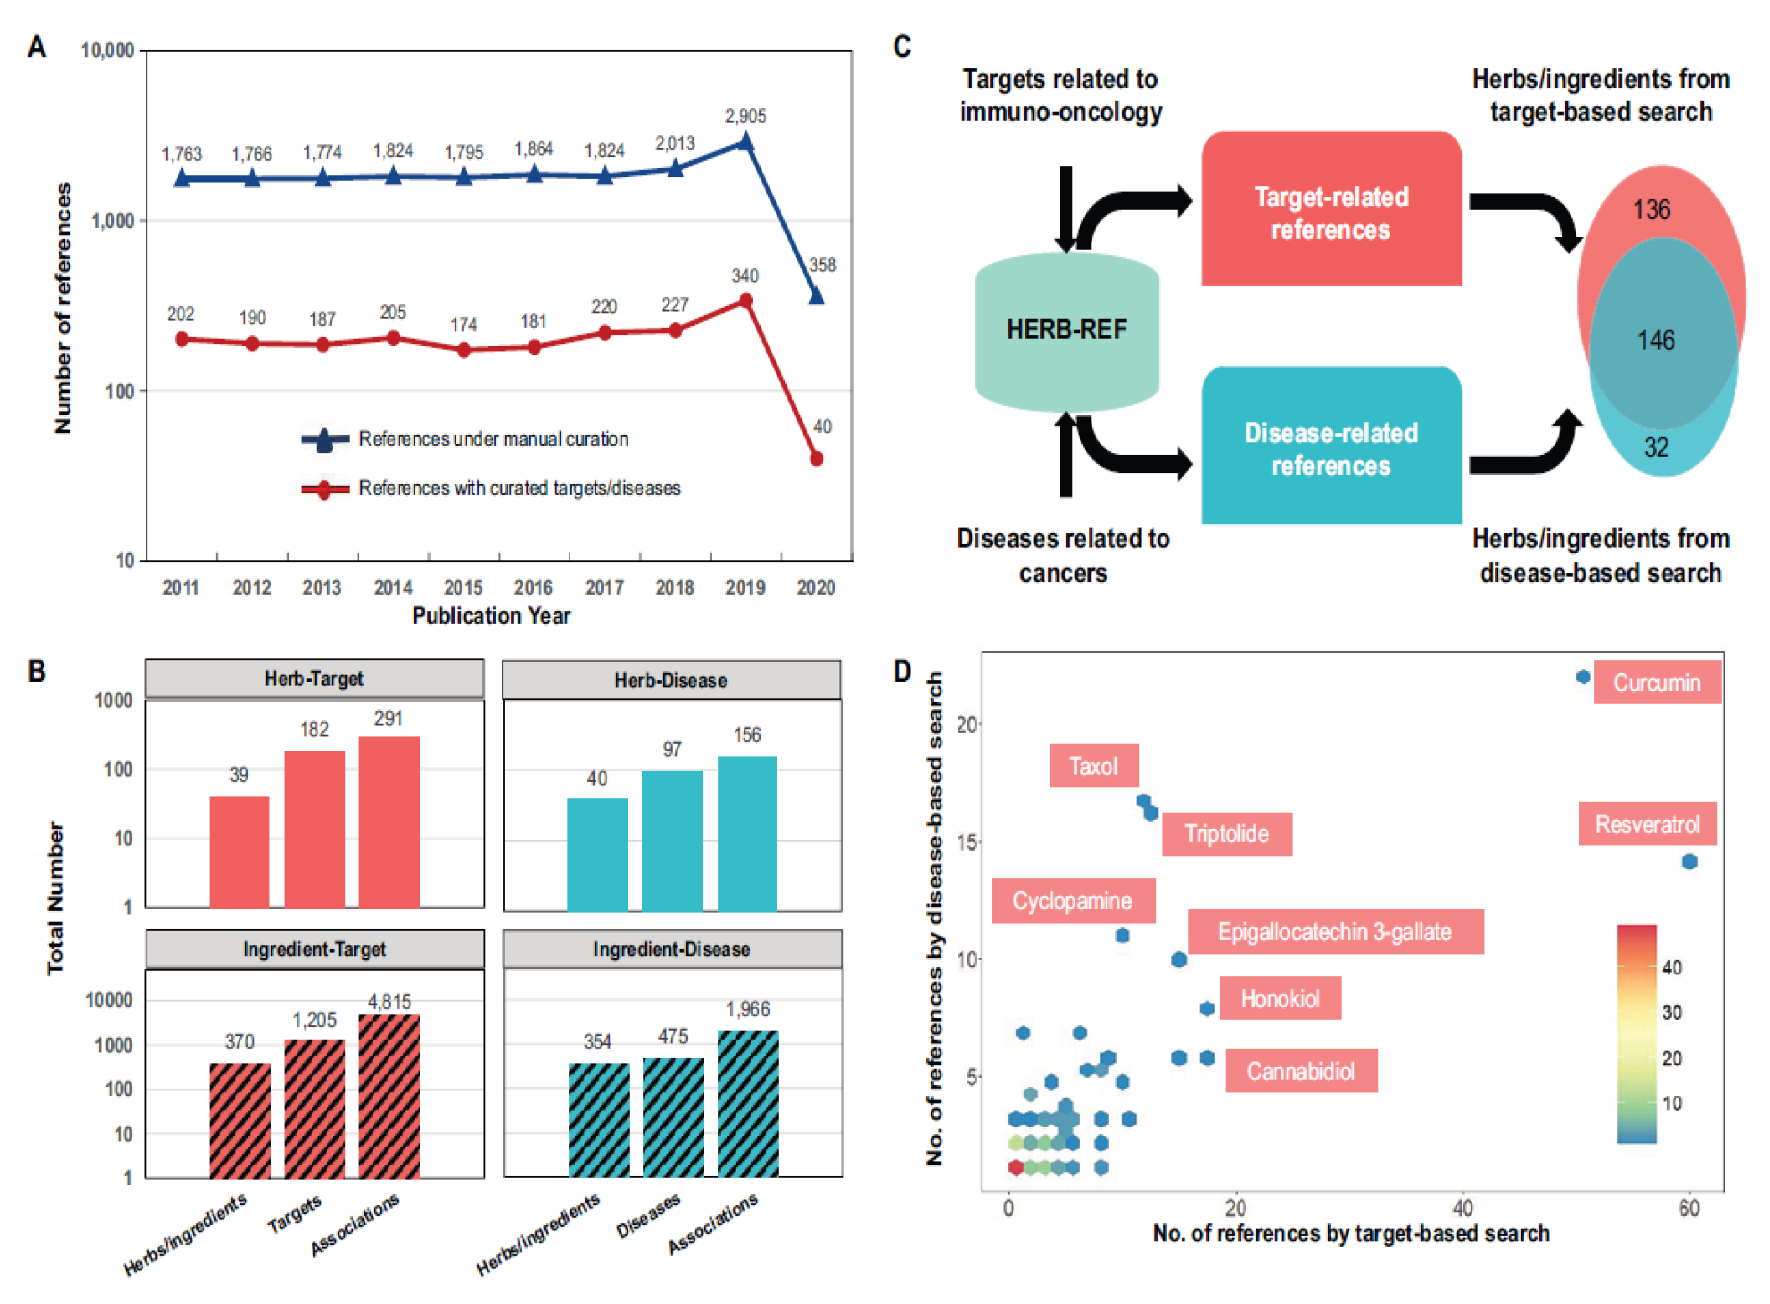 A
10,000
1,000
100
10
Number of references
1,763
1,766
1,774
1,824
1,795
1,864
1,824
2,013
2,905
358
202
190
187
205
174
181
220
227
340
40
References under manual curation
References with curated targets/diseases
2011 2012 2013 2014 2015 2016 2017 2018 2019 2020
Publication Year
B
Total Number
Herb-Target
1000
100
10
1
39
182
291
Herb-Disease
40
97
156
Ingredient-Target
10000
1000
100
10
1
370
1,205
4,815
Ingredient-Disease
354
475
1,966
Herbs/ingredients
Targets
Associations
Herbs/ingredients
Diseases
Associations
C
Targets related to
immuno-oncology
Herbs/ingredients from
target-based search
Target-related
references
HERB-REF
Disease-related
references
136
146
32
Diseases related to
cancers
Herbs/ingredients from
disease-based search
D
No. of references by disease-based search
20
15
10
5
Curcumin
Taxol
Triptolide
Resveratrol
Cyclopamine
Epigallocatechin 3-gallate
Honokiol
Cannabidiol
40
30
20
10
0 20 40 60
No. of references by target-based search